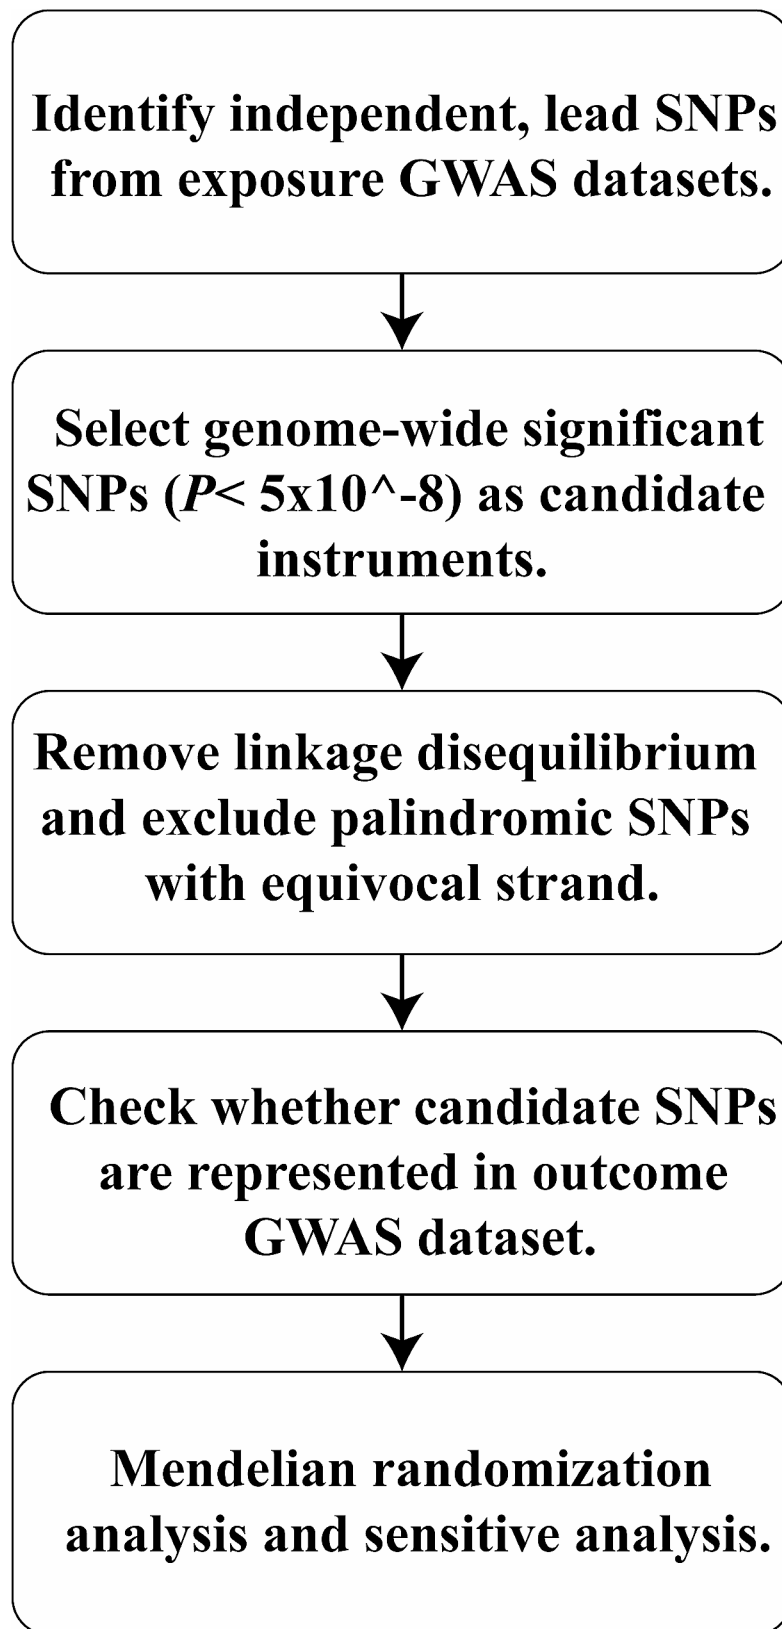 Identify independent, lead SNPs
from exposure GWAS datasets.
Select genome-wide significant
SNPs (P< 5x10^-8) as candidate
instruments.
Remove linkage disequilibrium
and exclude palindromic SNPs
with equivocal strand.
Check whether candidate SNPs
are represented in outcome
GWAS dataset.
Mendelian randomization
analysis and sensitive analysis.